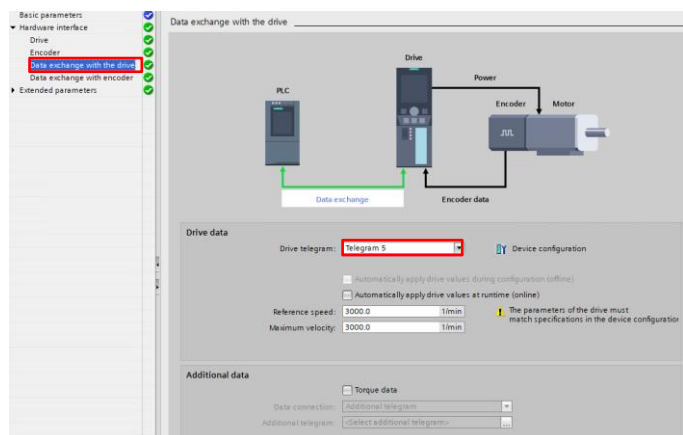 Basic parameters
Hardware interface
Drive
Encoder
Data exchange with the drive
Data exchange with encoder
Extended parameters
Data exchange with the drive
Drive
Power
PLC
Encoder
Motor
Data exchange
Encoder data
Drive data
Drive telegram: Telegram 5 Device configuration
Automatically apply drive values during configuration (offline)
Automatically apply drive values at runtime (online)
Reference speed: 3000.0 1/min The parameters of the drive must
match specifications in the device configuration
Maximum velocity: 3000.0 1/min
Additional data
Torque data
Data connection: Additional telegram
Additional telegram: <Select additional telegram> ...